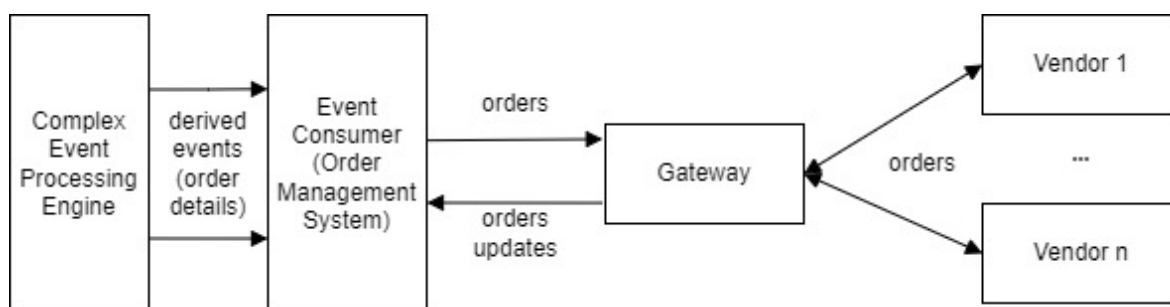 Complex
Event
Processing
Engine
derived
events
(order
details)
Event
Consumer
(Order
Management
System)
orders
orders
updates
Gateway
orders
Vendor 1
...
Vendor n